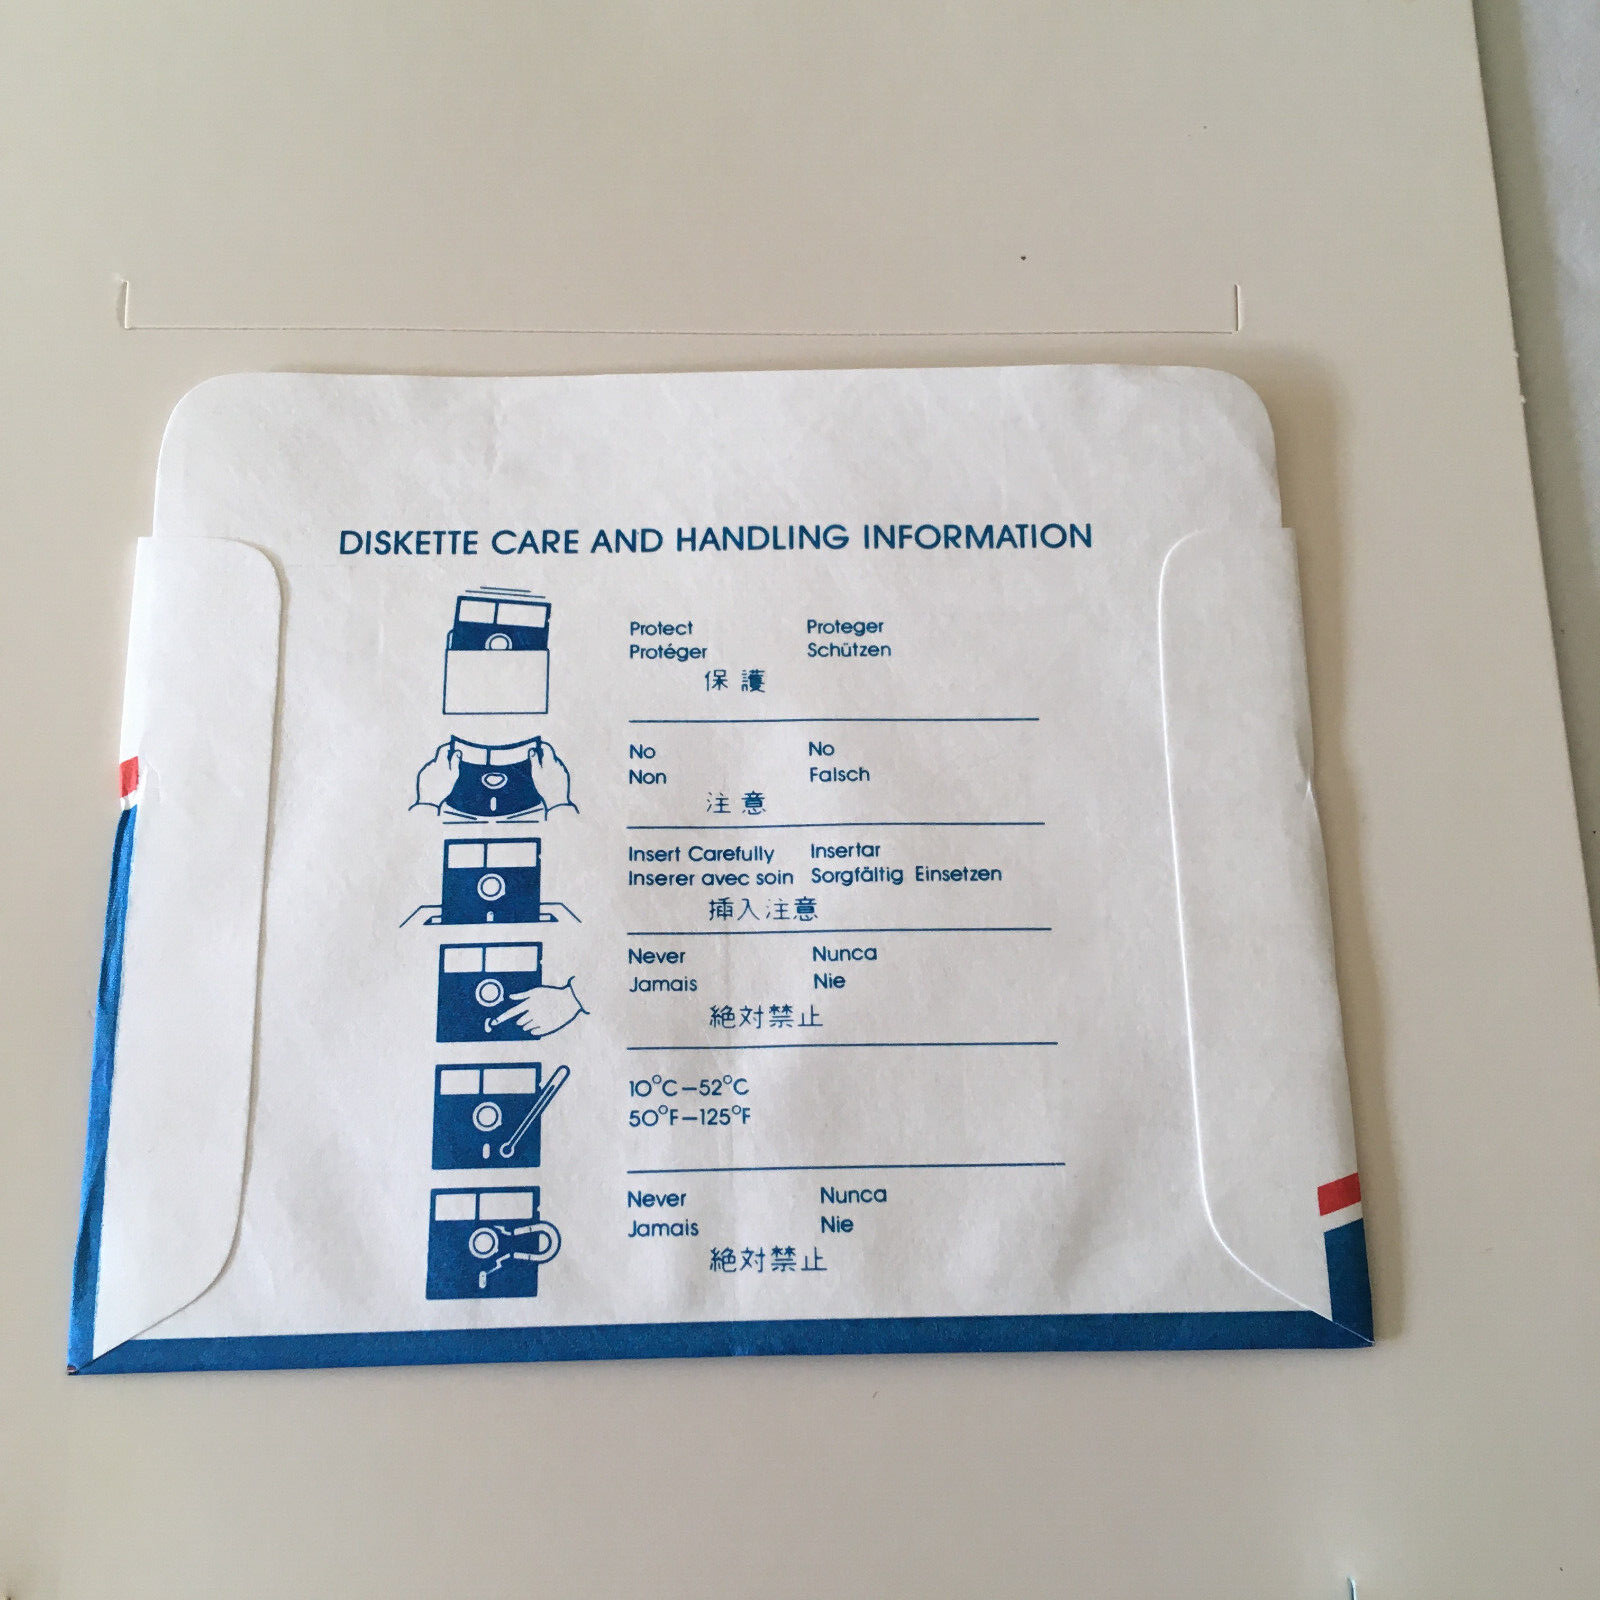 DISKETTE CARE AND HANDLING INFORMATION
Protect Proteger
Protéger Schützen
保護
No No
Non Falsch
注意
Insert Carefully Insertar
Inserer avec soin Sorgfältig Einsetzen
挿入注意
Never Nunca
Jamais Nie
絶対禁止
10°C–52°C
50°F–125°F
Never Nunca
Jamais Nie
絶対禁止